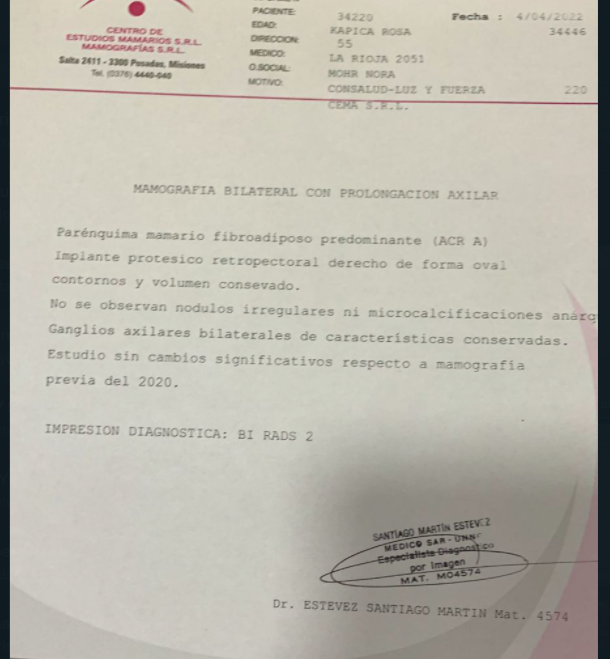 CENTRO DE
ESTUDIOS MAMARIOS S.R.L.
MAMOGRAFÍAS S.R.L.
Salta 2411 - 3300 Posadas, Misiones
Tel. (0376) 4440-040
PACIENTE: 34220 Fecha : 4/04/2022
EDAD: KAPICA ROSA 34446
DIRECCION: 55
MEDICO: LA RIOJA 2051
O.SOCIAL: MOHR NORA
MOTIVO: CONSALUD-LUZ Y FUERZA 220
CEMA S.R.L.
MAMOGRAFIA BILATERAL CON PROLONGACION AXILAR
Parénquima mamario fibroadiposo predominante (ACR A)
Implante protesico retropectoral derecho de forma oval
contornos y volumen consevado.
No se observan nodulos irregulares ni microcalcificaciones anárq
Ganglios axilares bilaterales de características conservadas.
Estudio sin cambios significativos respecto a mamografía
previa del 2020.
IMPRESION DIAGNOSTICA: BI RADS 2
SANTIAGO MARTÍN ESTEVEZ
MEDICO SAR - UNNE
Especialista Diagnostico
por Imagen
MAT. MO4574
Dr. ESTEVEZ SANTIAGO MARTIN Mat. 4574